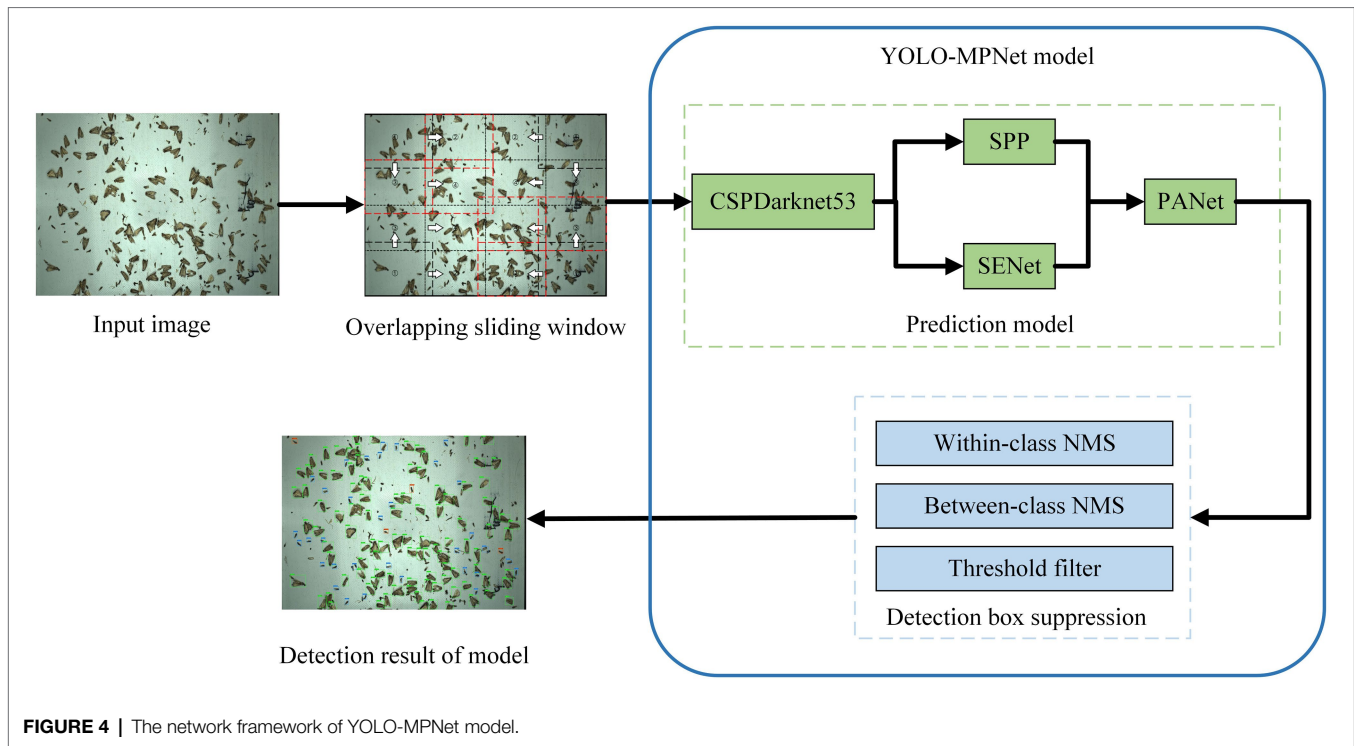 YOLO-MPNet model
Input image
Overlapping sliding window
CSPDarknet53
SPP
SENet
PANet
Prediction model
Within-class NMS
Between-class NMS
Threshold filter
Detection box suppression
Detection result of model
FIGURE 4 | The network framework of YOLO-MPNet model.